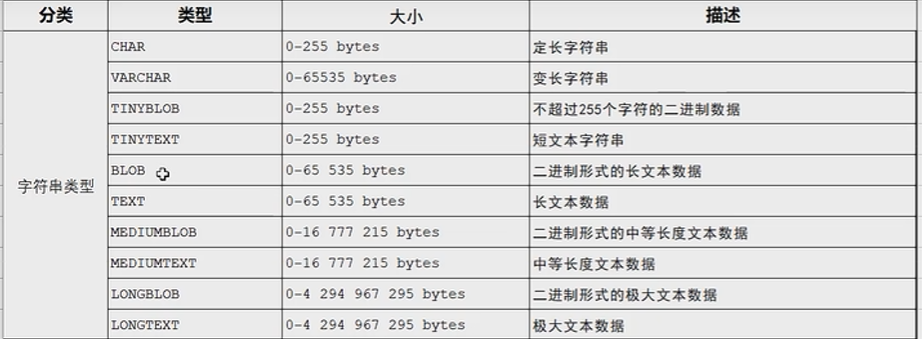 分类 类型 大小 描述
字符串类型
CHAR 0-255 bytes 定长字符串
VARCHAR 0-65535 bytes 变长字符串
TINYBLOB 0-255 bytes 不超过255个字符的二进制数据
TINYTEXT 0-255 bytes 短文本字符串
BLOB 0-65 535 bytes 二进制形式的长文本数据
TEXT 0-65 535 bytes 长文本数据
MEDIUMBLOB 0-16 777 215 bytes 二进制形式的中等长度文本数据
MEDIUMTEXT 0-16 777 215 bytes 中等长度文本数据
LONGBLOB 0-4 294 967 295 bytes 二进制形式的极大文本数据
LONGTEXT 0-4 294 967 295 bytes 极大文本数据